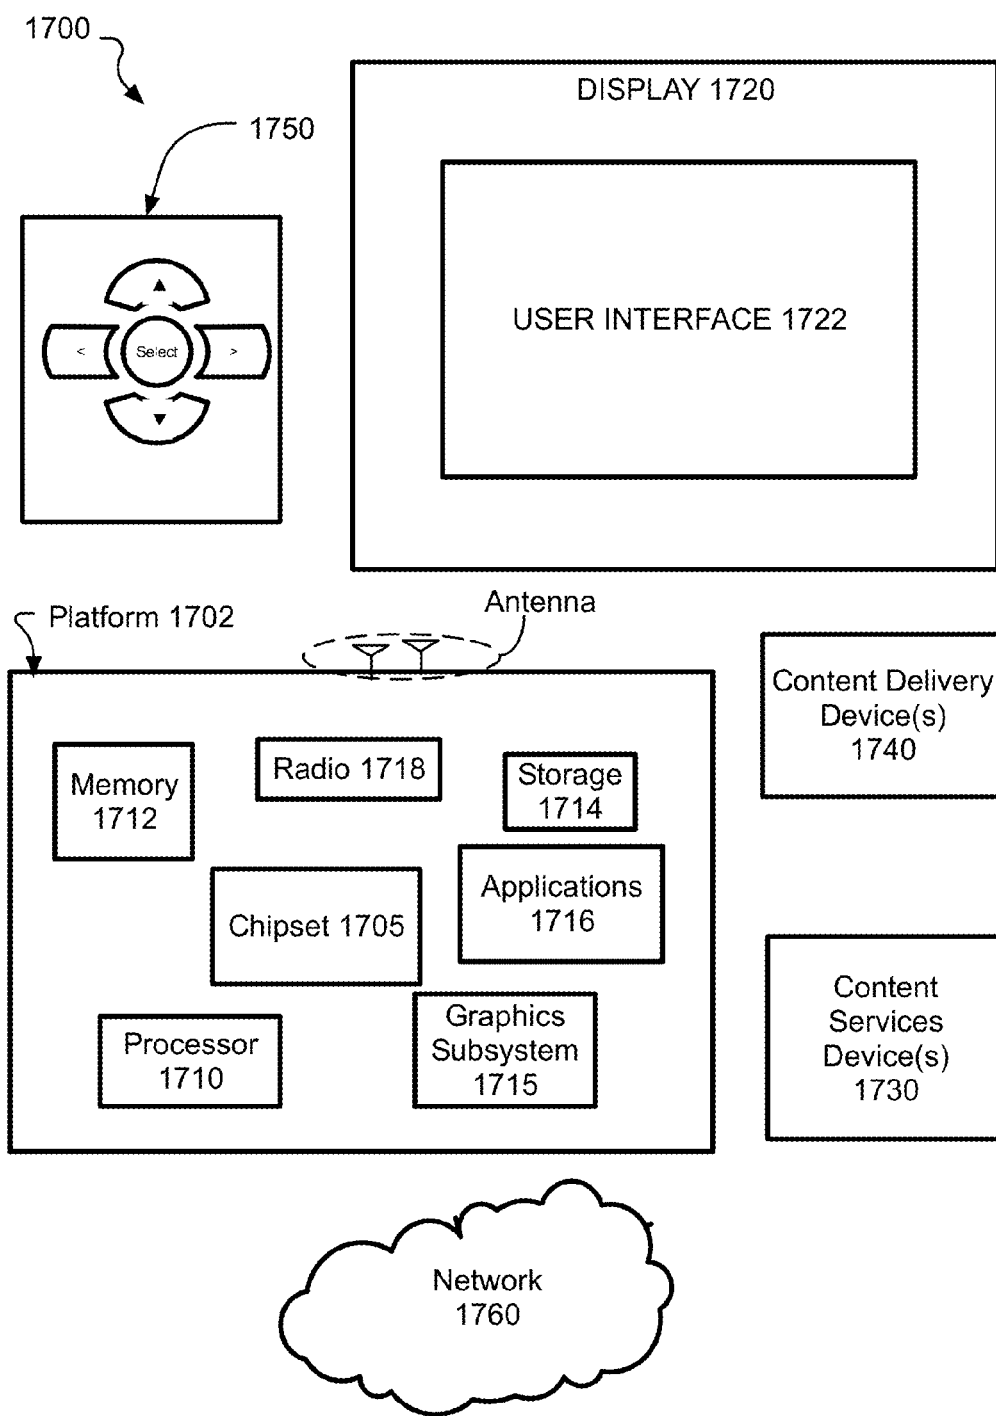 1700
1750
DISPLAY 1720
USER INTERFACE 1722
▲
<
Select
>
▼
Platform 1702
Antenna
Memory
1712
Radio 1718
Storage
1714
Chipset 1705
Applications
1716
Processor
1710
Graphics
Subsystem
1715
Content Delivery
Device(s)
1740
Content
Services
Device(s)
1730
Network
1760